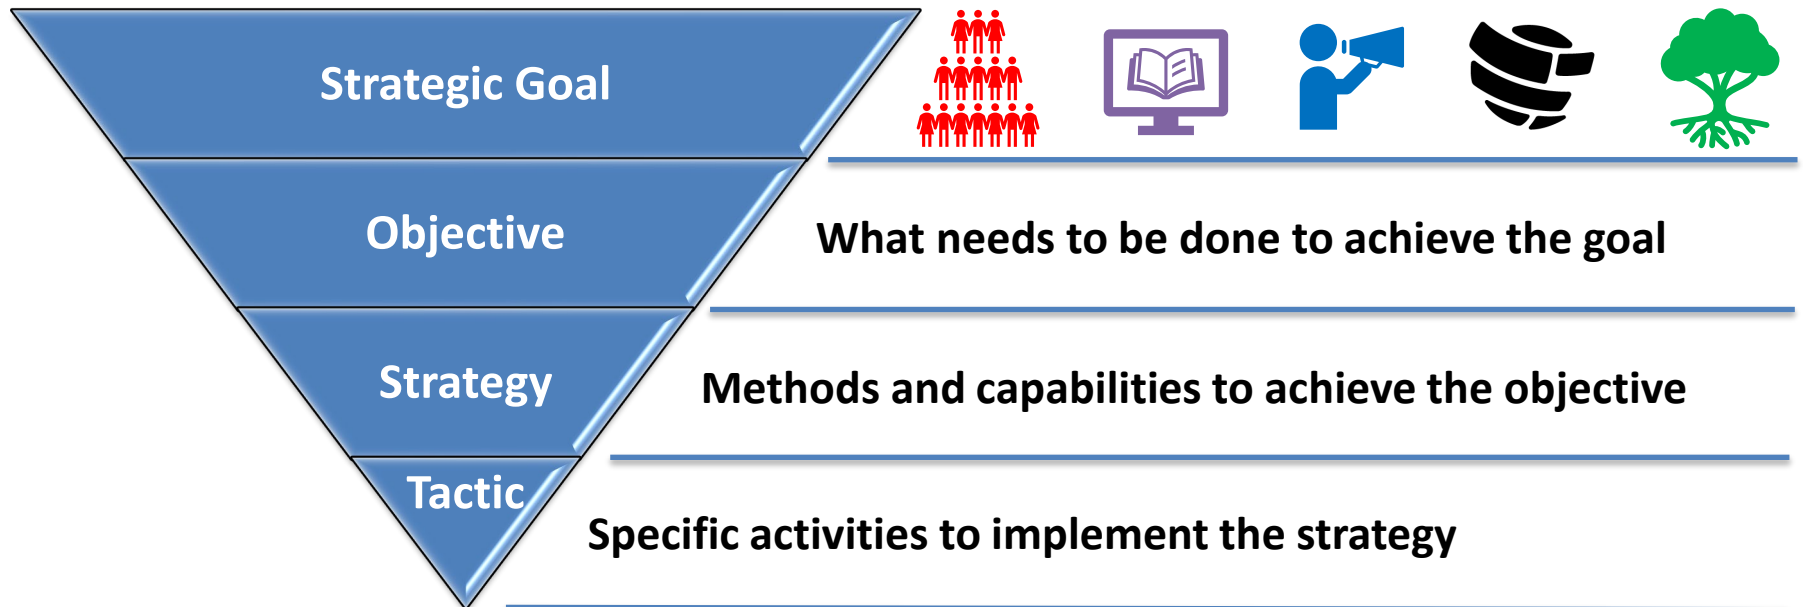 Strategic Goal
Objective
What needs to be done to achieve the goal
Strategy
Methods and capabilities to achieve the objective
Tactic
Specific activities to implement the strategy